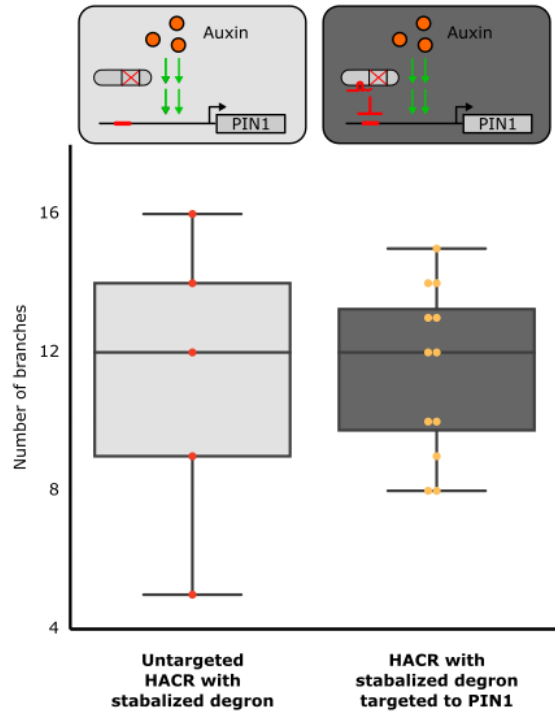 Auxin
PIN1
Auxin
PIN1
Number of branches
16
12
8
4
Untargeted
HACR with
stabalized degron
HACR with
stabalized degron
targeted to PIN1